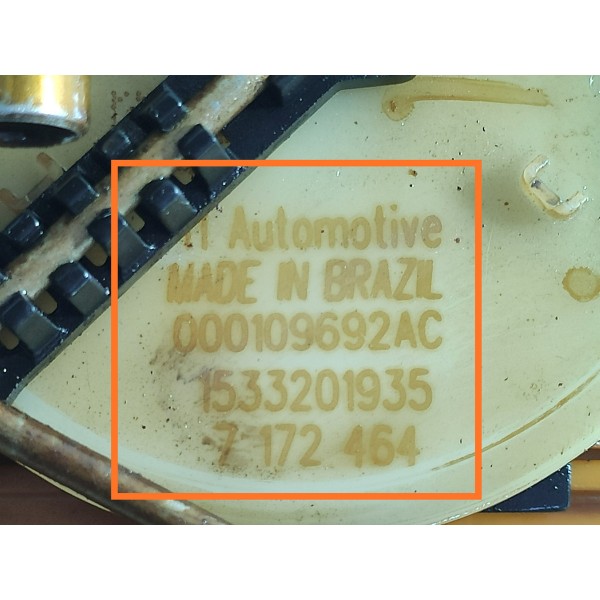 Automotive
MADE IN BRAZIL
000109692AC
1533201935
7 172 464